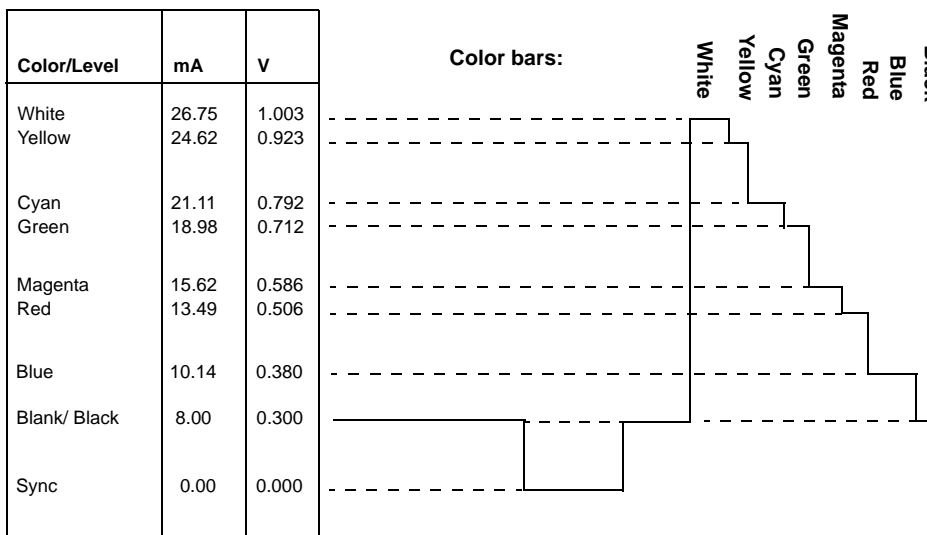 Color/Level mA V
White 26.75 1.003
Yellow 24.62 0.923
Cyan 21.11 0.792
Green 18.98 0.712
Magenta 15.62 0.586
Red 13.49 0.506
Blue 10.14 0.380
Blank/ Black 8.00 0.300
Sync 0.00 0.000
Color bars:
White
Yellow
Cyan
Green
Magenta
Red
Blue